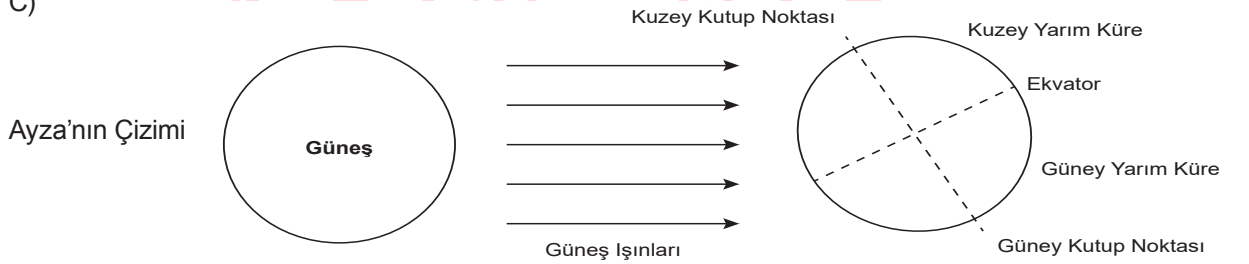 C)
Kuzey Kutup Noktası
Kuzey Yarım Küre
Ekvator
Ayza'nın Çizimi
Güneş
Güney Yarım Küre
Güneş Işınları
Güney Kutup Noktası